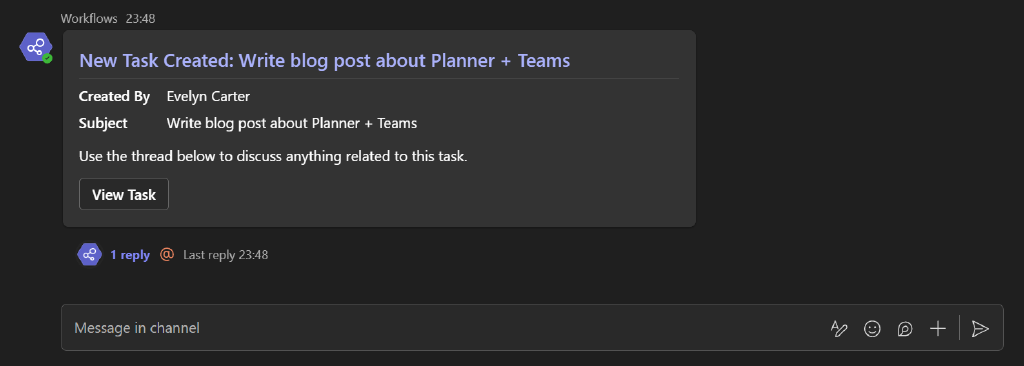 Workflows 23:48
New Task Created: Write blog post about Planner + Teams
Created By Evelyn Carter
Subject Write blog post about Planner + Teams
Use the thread below to discuss anything related to this task.
View Task
1 reply @ Last reply 23:48
Message in channel